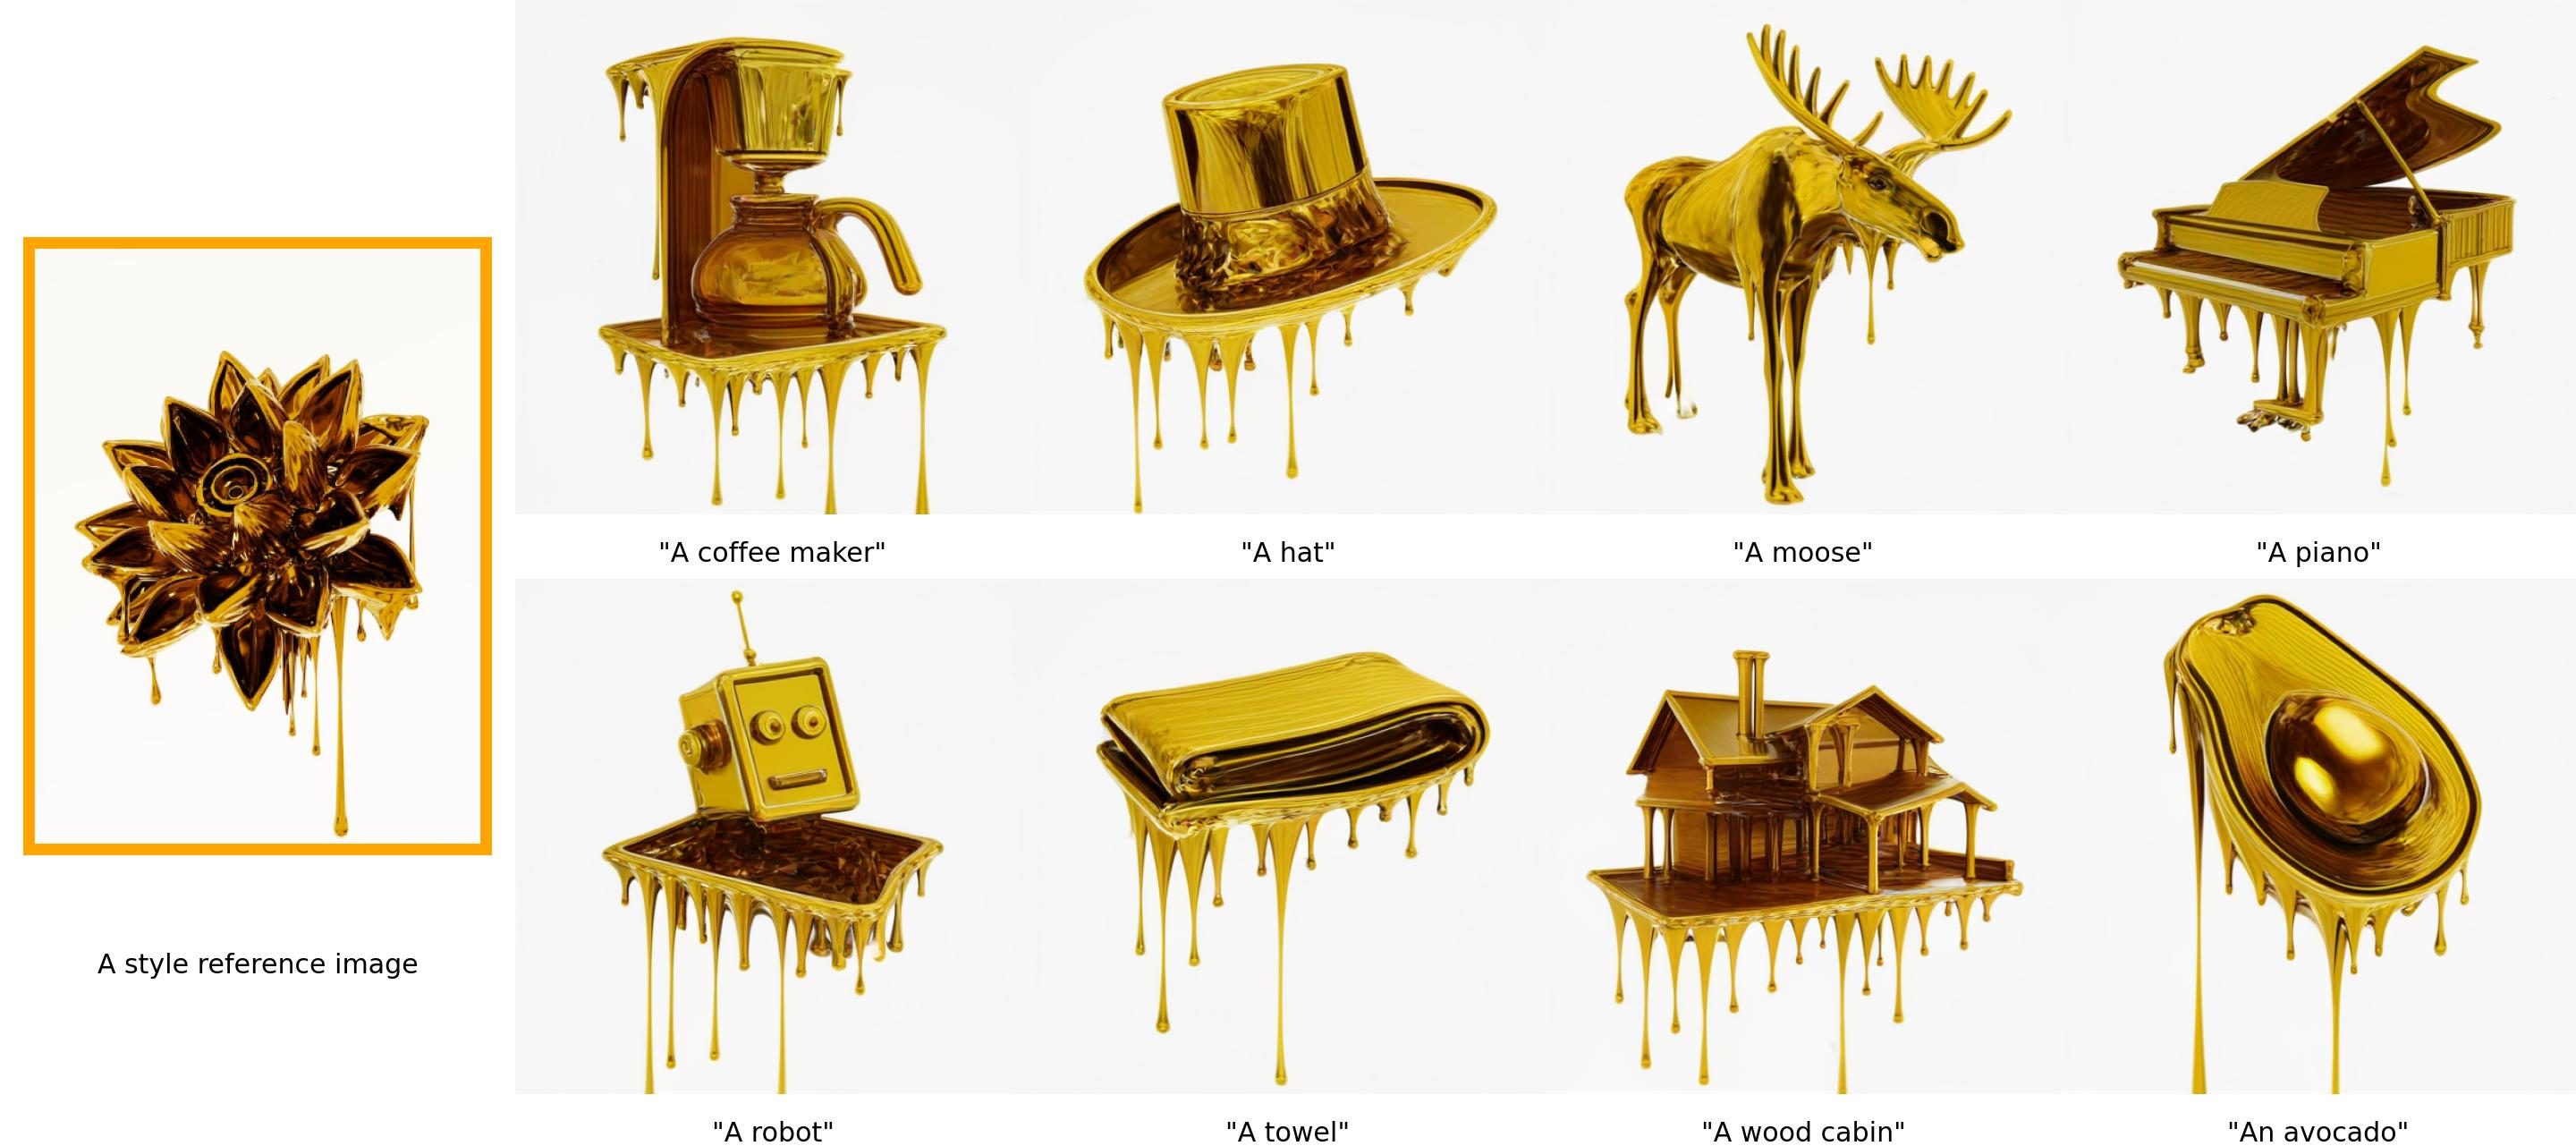 "A coffee maker"
"A hat"
"A moose"
"A piano"
A style reference image
"A robot"
"A towel"
"A wood cabin"
"An avocado"